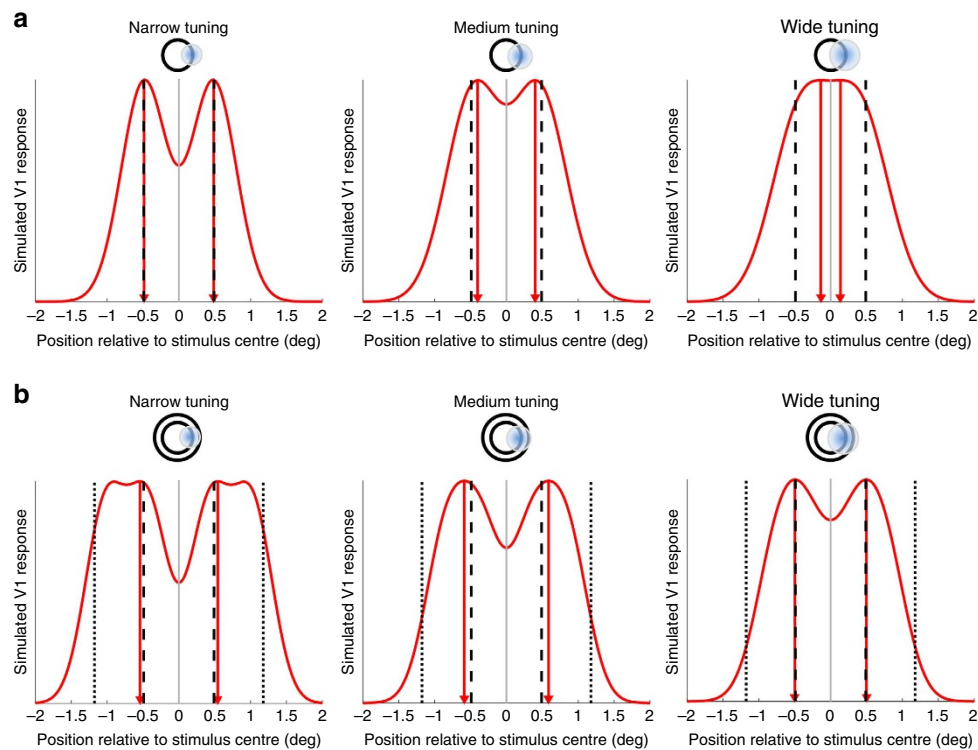 a
Narrow tuning
Medium tuning
Wide tuning
Simulated V1 response
Simulated V1 response
Simulated V1 response
−2 −1.5 −1 −0.5 0 0.5 1 1.5 2
−2 −1.5 −1 −0.5 0 0.5 1 1.5 2
−2 −1.5 −1 −0.5 0 0.5 1 1.5 2
Position relative to stimulus centre (deg)
Position relative to stimulus centre (deg)
Position relative to stimulus centre (deg)
b
Narrow tuning
Medium tuning
Wide tuning
Simulated V1 response
Simulated V1 response
Simulated V1 response
−2 −1.5 −1 −0.5 0 0.5 1 1.5 2
−2 −1.5 −1 −0.5 0 0.5 1 1.5 2
−2 −1.5 −1 −0.5 0 0.5 1 1.5 2
Position relative to stimulus centre (deg)
Position relative to stimulus centre (deg)
Position relative to stimulus centre (deg)